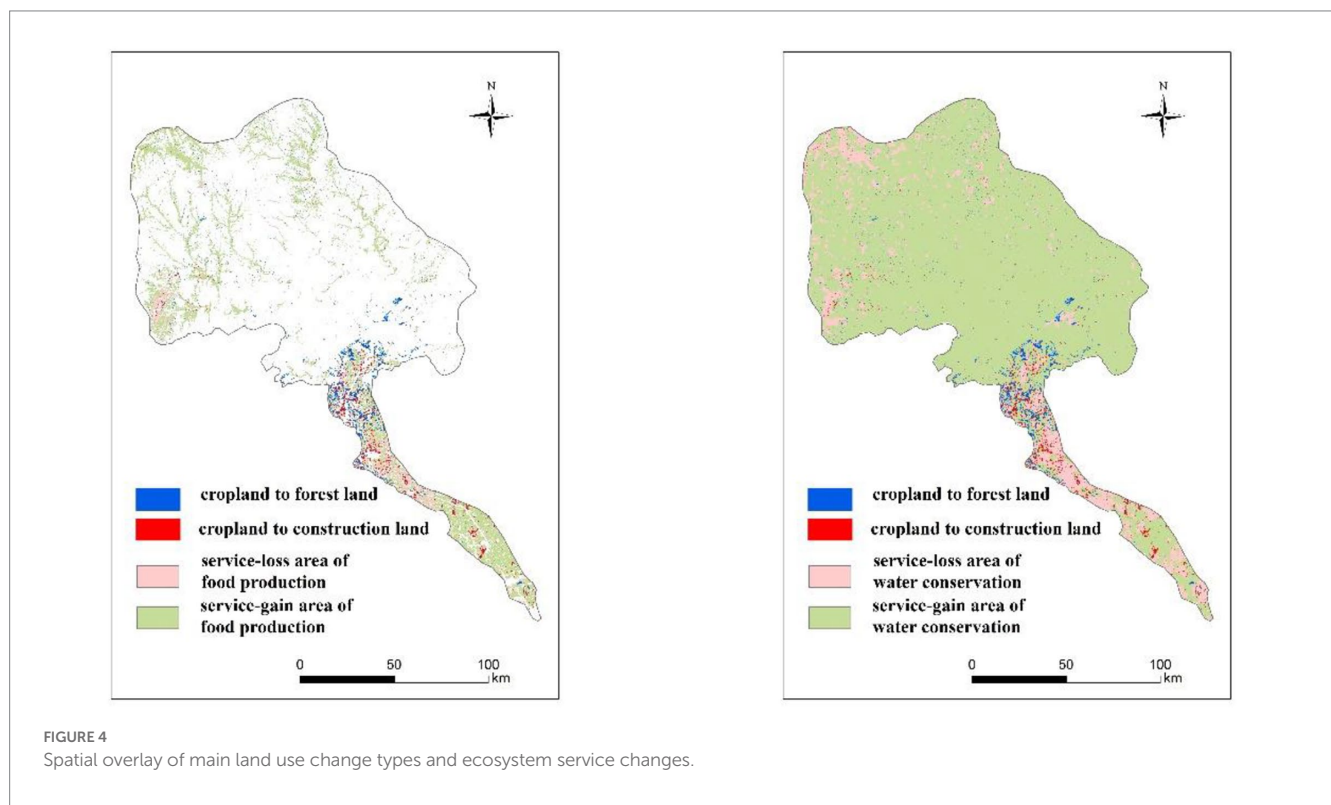 N
cropland to forest land
cropland to construction land
service-loss area of
food production
service-gain area of
food production
0 50 100
km
N
cropland to forest land
cropland to construction land
service-loss area of
water conservation
service-gain area of
water conservation
0 50 100
km
FIGURE 4
Spatial overlay of main land use change types and ecosystem service changes.